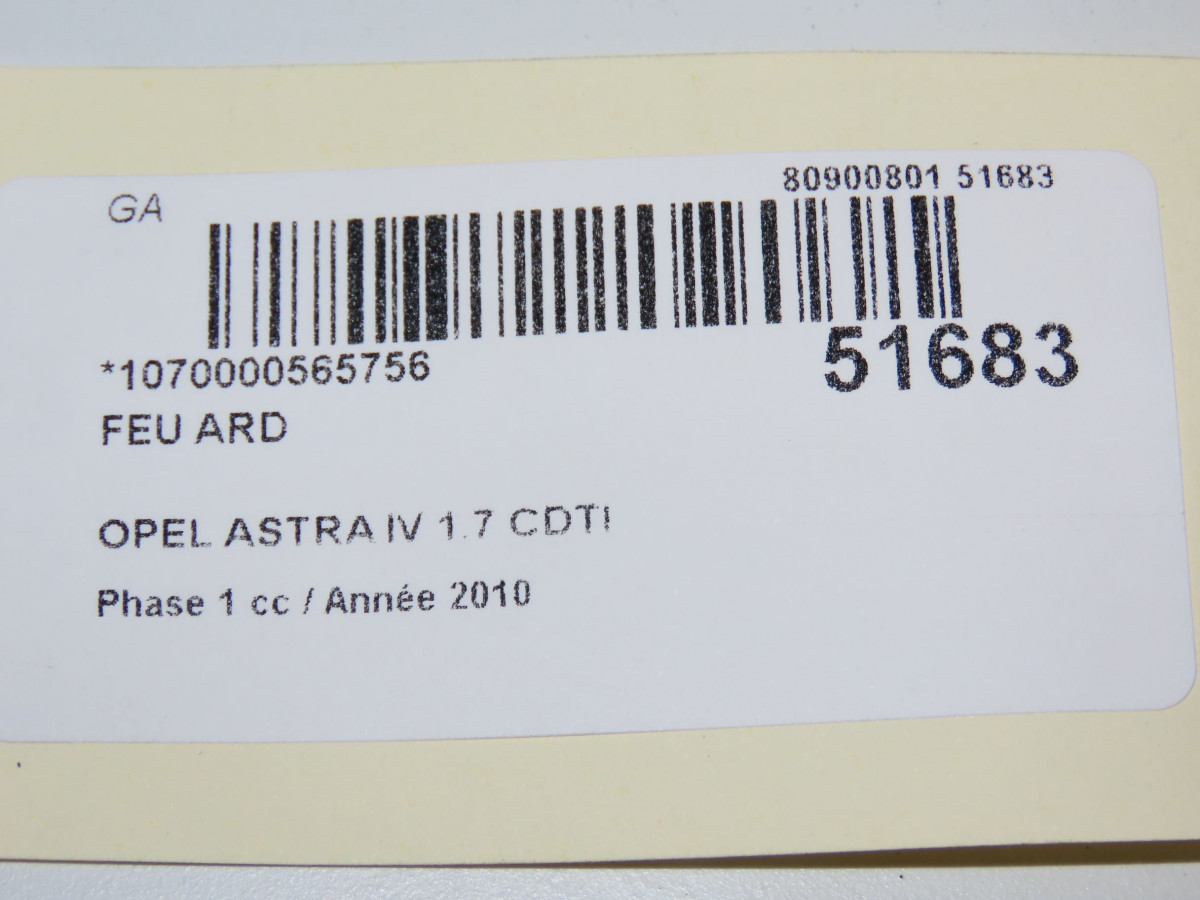 GA
80900801 51683
*1070000565756
51683
FEU ARD
OPEL ASTRA IV 1.7 CDTI
Phase 1 cc / Année 2010